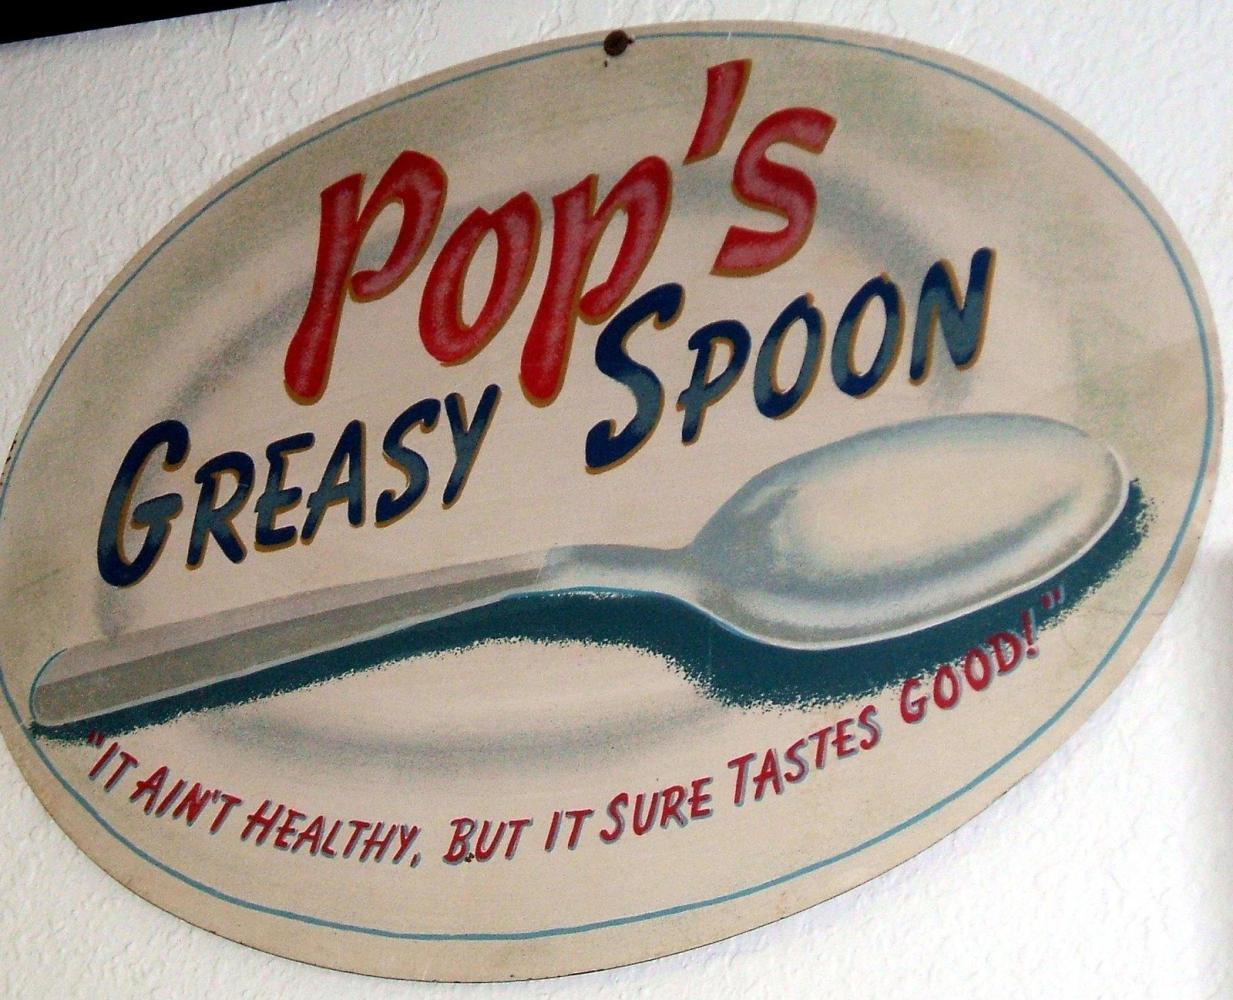 Pop's
GREASY SPOON
"IT AIN'T HEALTHY, BUT IT SURE TASTES GOOD!"